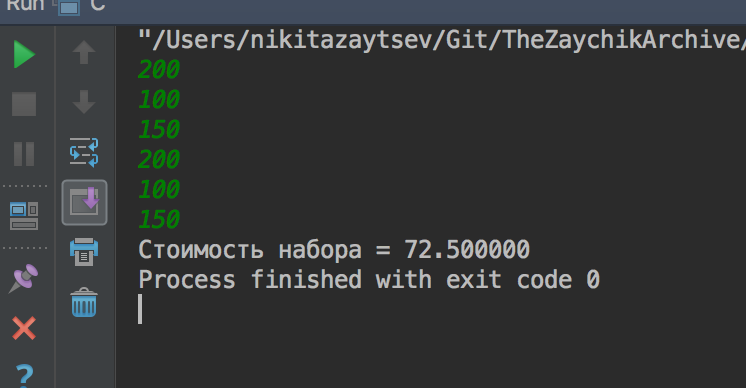 Run C
"/Users/nikitazaytsev/Git/TheZaychikArchive/
200
100
150
200
100
150
Стоимость набора = 72.500000
Process finished with exit code 0
?